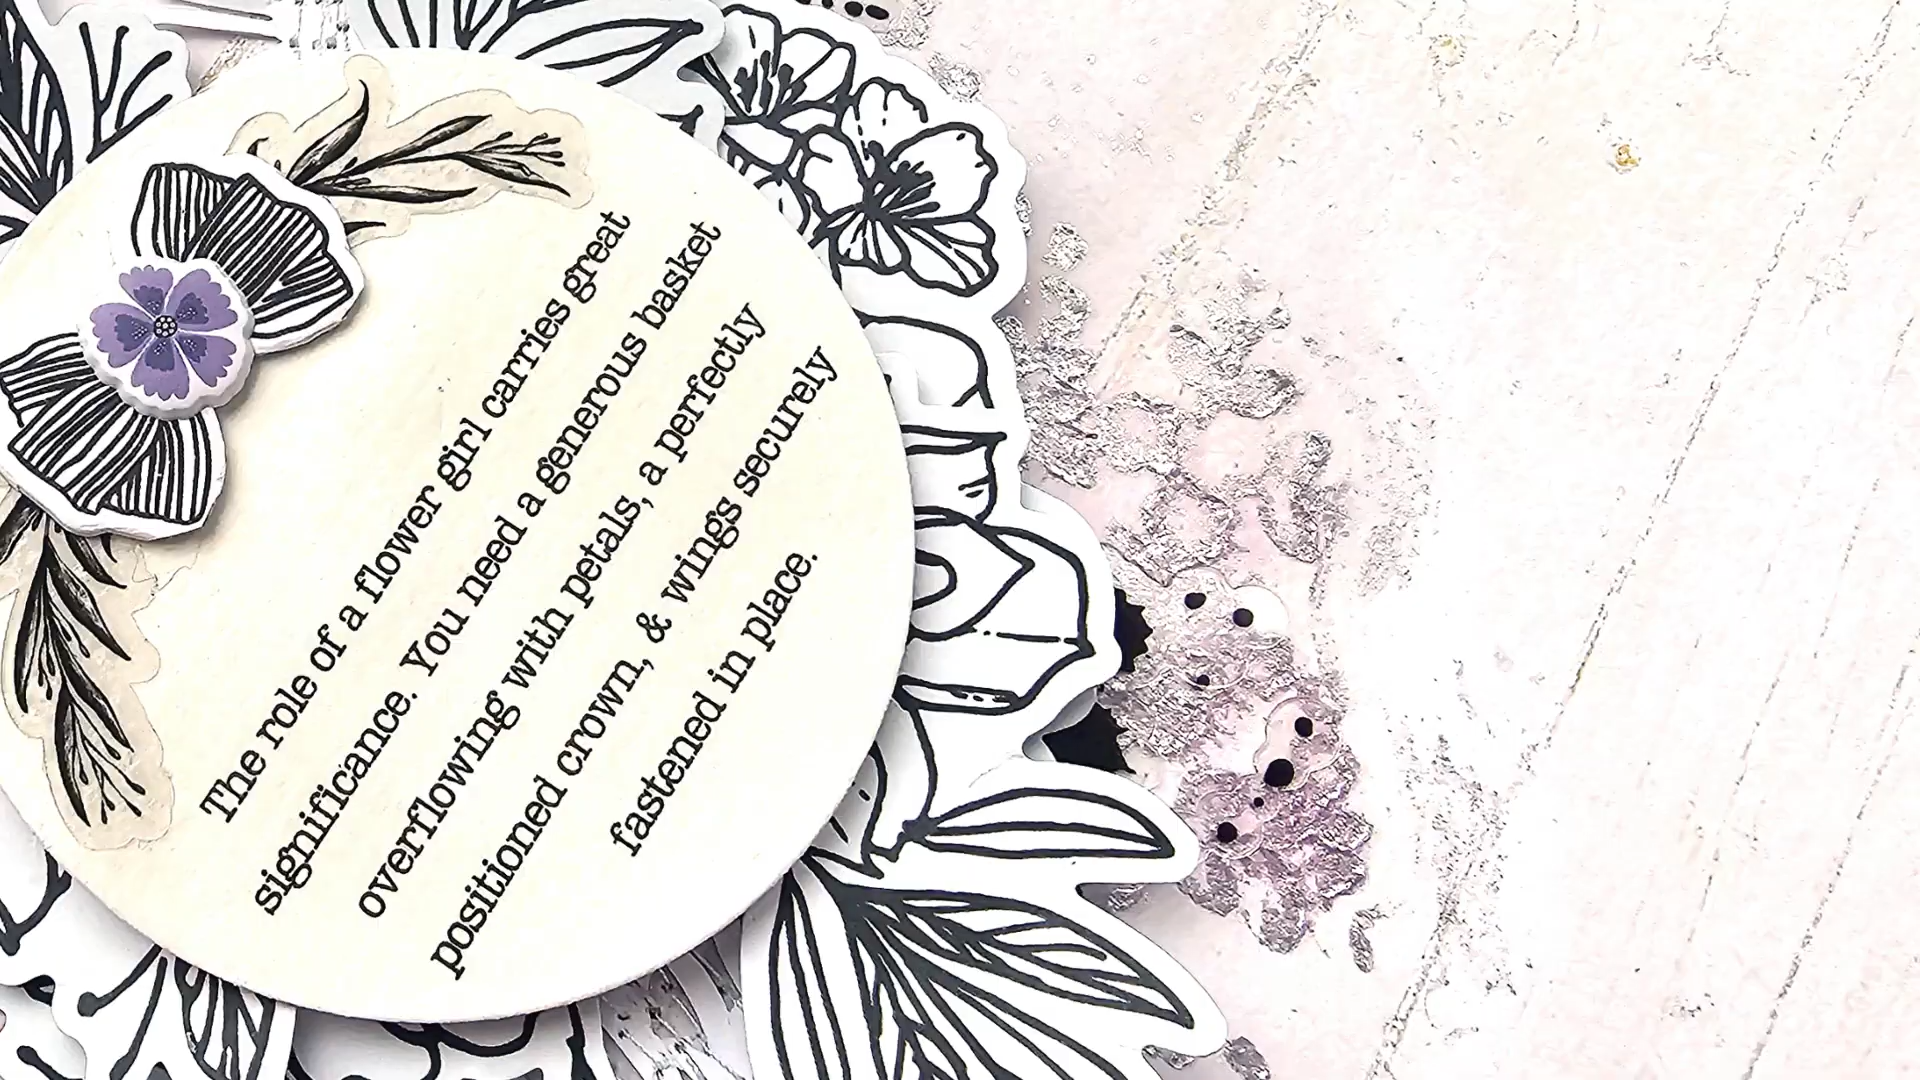 The role of a flower girl carries great
significance. You need a generous basket
overflowing with petals, a perfectly
positioned crown, & wings securely
fastened in place.